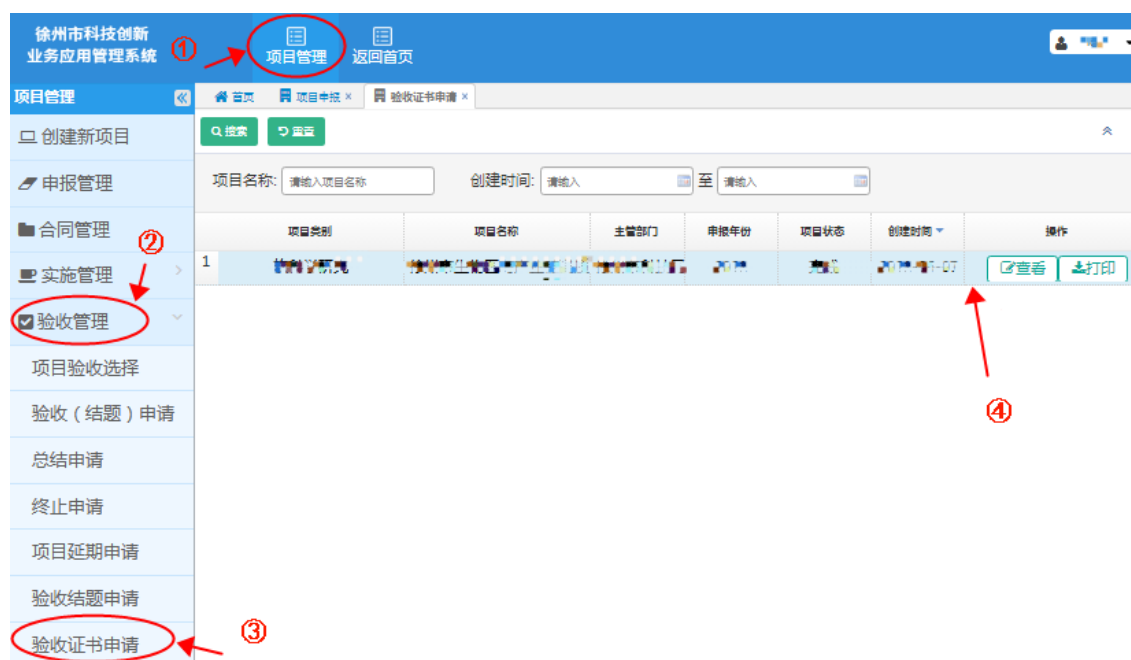 徐州市科技创新
业务应用管理系统
①
项目管理
返回首页
项目管理
首页
项目申报 ×
验收证书申请 ×
创建新项目
搜索
重置
申报管理
项目名称: 请输入项目名称
创建时间: 请输入
至 请输入
合同管理
②
项目类别
项目名称
主管部门
申报年份
项目状态
创建时间
操作
实施管理
1
-07
查看
打印
验收管理
项目验收选择
④
验收（结题）申请
总结申请
终止申请
项目延期申请
验收结题申请
③
验收证书申请